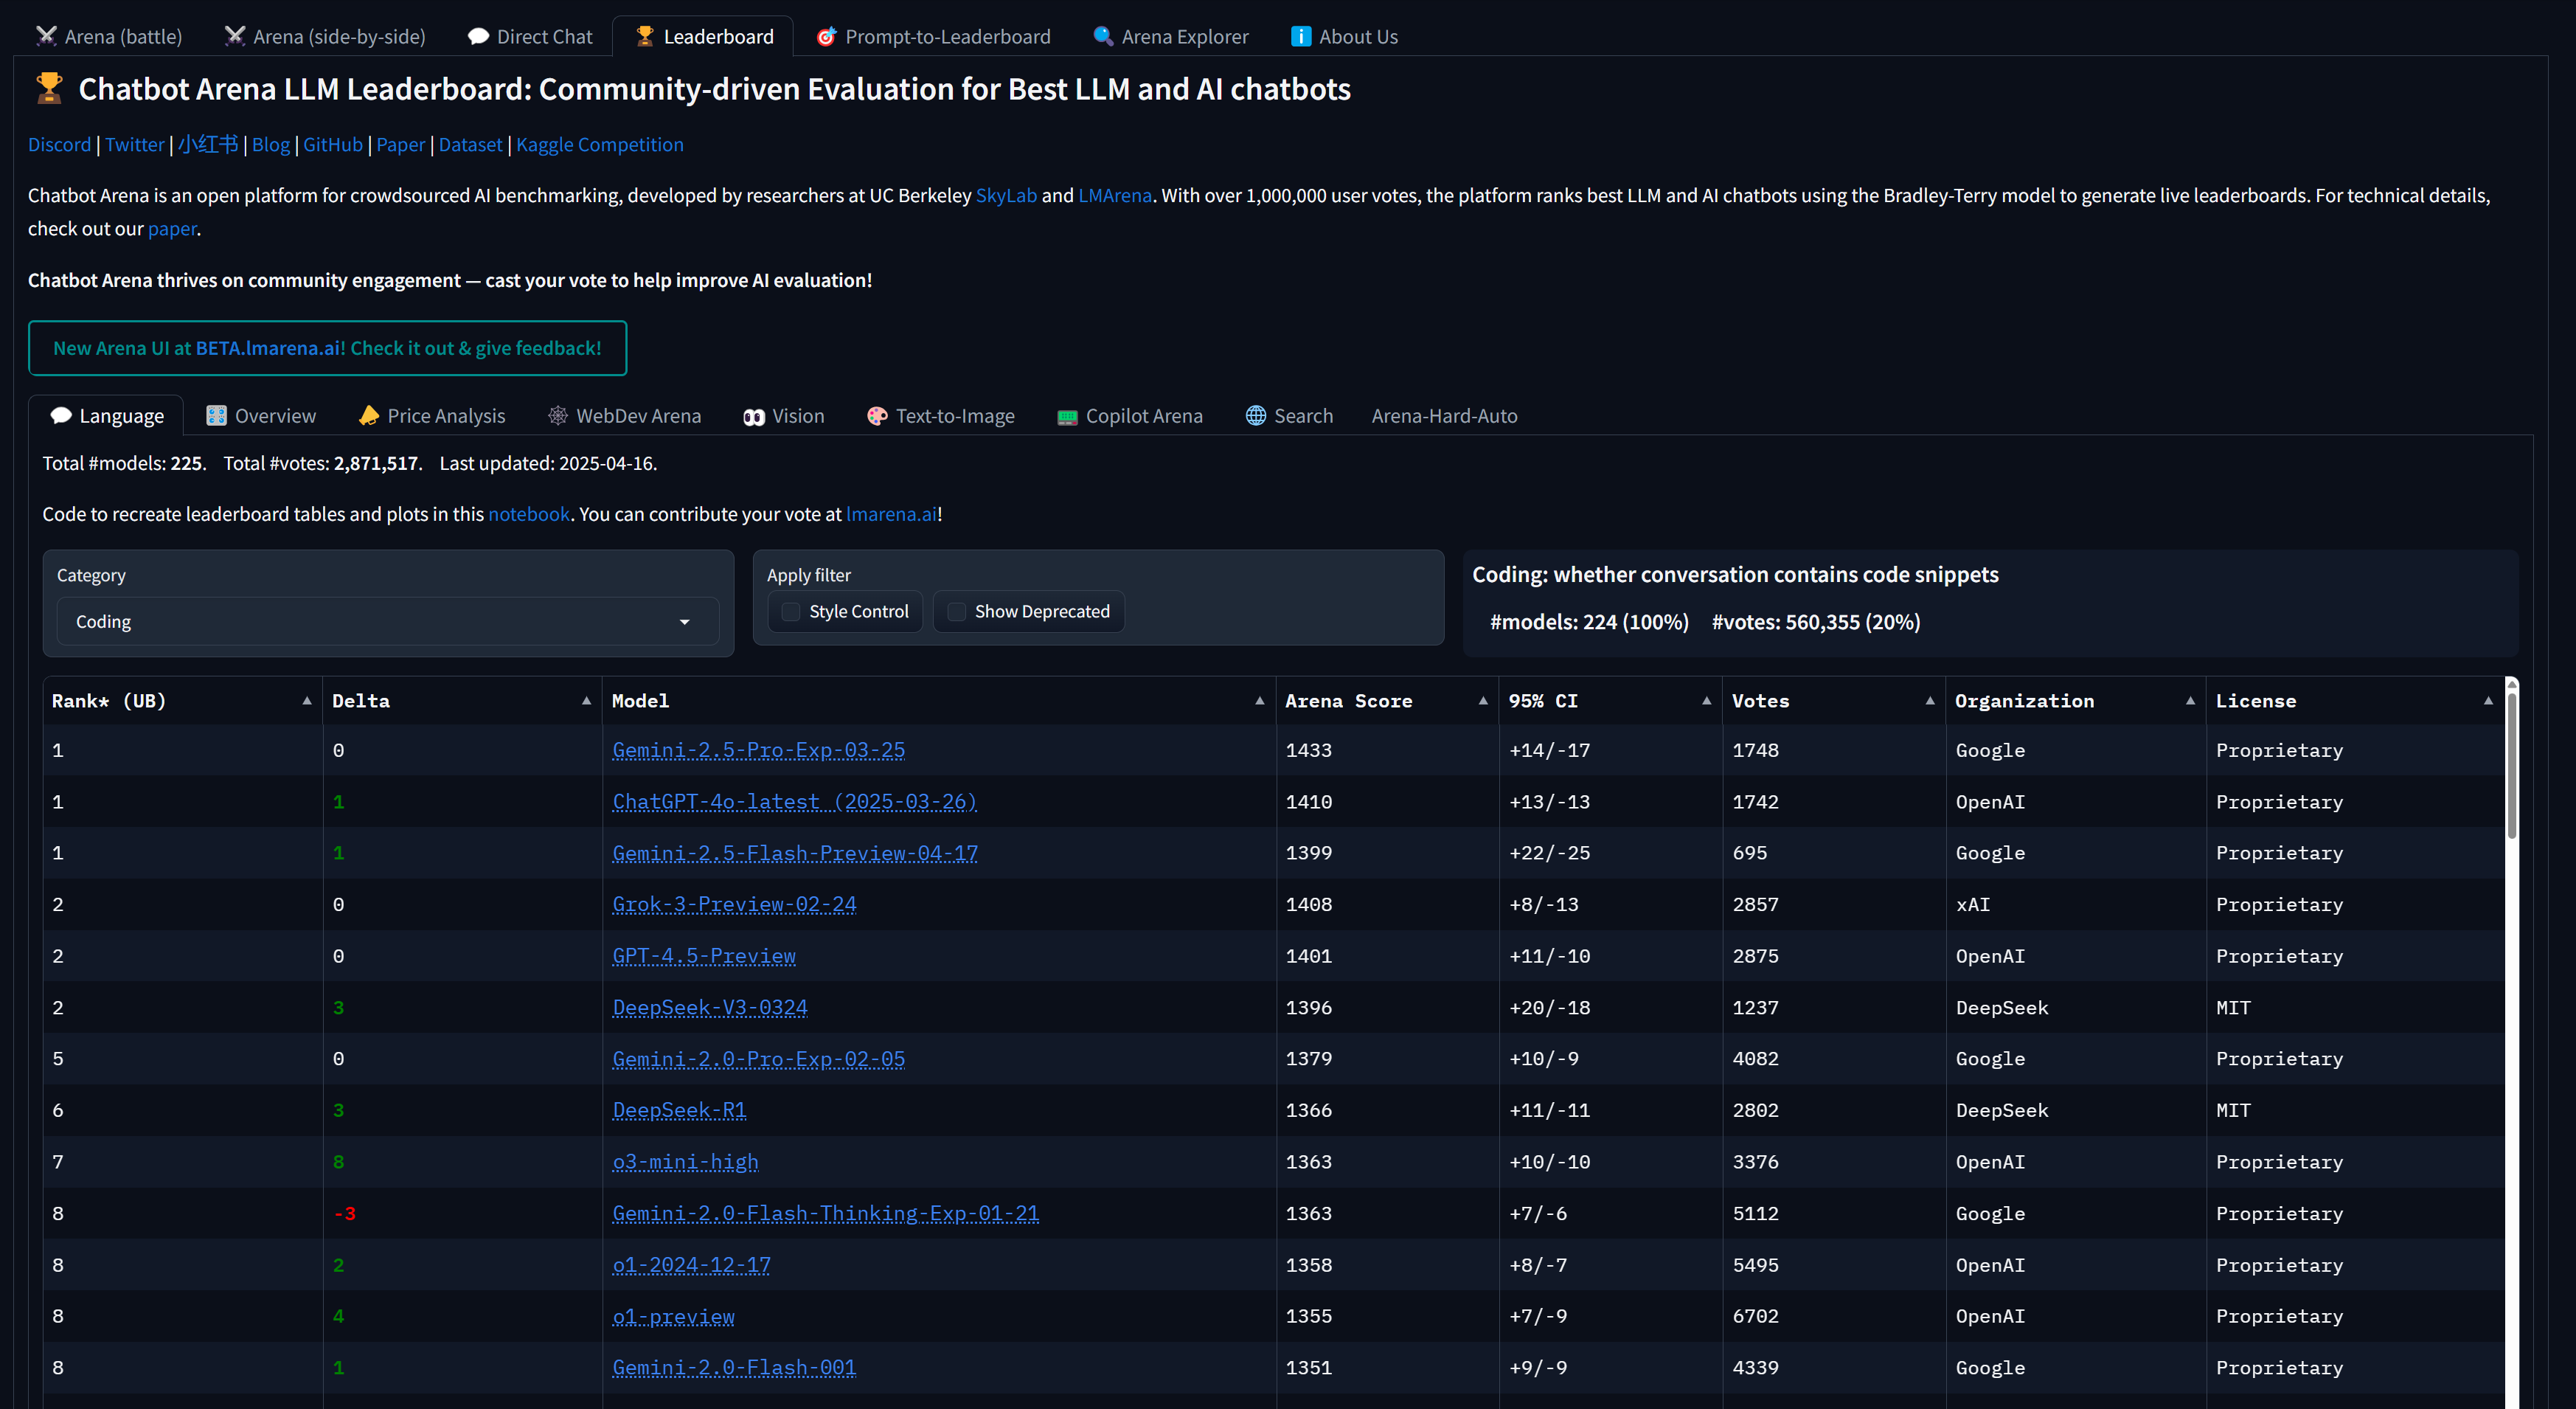 Arena (battle) Arena (side-by-side) Direct Chat Leaderboard Prompt-to-Leaderboard Arena Explorer About Us
Chatbot Arena LLM Leaderboard: Community-driven Evaluation for Best LLM and AI chatbots
Discord | Twitter | 小红书 | Blog | GitHub | Paper | Dataset | Kaggle Competition
Chatbot Arena is an open platform for crowdsourced AI benchmarking, developed by researchers at UC Berkeley SkyLab and LMArena. With over 1,000,000 user votes, the platform ranks best LLM and AI chatbots using the Bradley-Terry model to generate live leaderboards. For technical details,
check out our paper.
Chatbot Arena thrives on community engagement — cast your vote to help improve AI evaluation!
New Arena UI at BETA.lmarena.ai! Check it out & give feedback!
Language Overview Price Analysis WebDev Arena Vision Text-to-Image Copilot Arena Search Arena-Hard-Auto
Total #models: 225. Total #votes: 2,871,517. Last updated: 2025-04-16.
Code to recreate leaderboard tables and plots in this notebook. You can contribute your vote at lmarena.ai!
Category
Coding
Apply filter
Style Control Show Deprecated
Coding: whether conversation contains code snippets
#models: 224 (100%) #votes: 560,355 (20%)
Rank* (UB) Delta Model Arena Score 95% CI Votes Organization License
1 0 Gemini-2.5-Pro-Exp-03-25 1433 +14/-17 1748 Google Proprietary
1 1 ChatGPT-4o-latest (2025-03-26) 1410 +13/-13 1742 OpenAI Proprietary
1 1 Gemini-2.5-Flash-Preview-04-17 1399 +22/-25 695 Google Proprietary
2 0 Grok-3-Preview-02-24 1408 +8/-13 2857 xAI Proprietary
2 0 GPT-4.5-Preview 1401 +11/-10 2875 OpenAI Proprietary
2 3 DeepSeek-V3-0324 1396 +20/-18 1237 DeepSeek MIT
5 0 Gemini-2.0-Pro-Exp-02-05 1379 +10/-9 4082 Google Proprietary
6 3 DeepSeek-R1 1366 +11/-11 2802 DeepSeek MIT
7 8 o3-mini-high 1363 +10/-10 3376 OpenAI Proprietary
8 -3 Gemini-2.0-Flash-Thinking-Exp-01-21 1363 +7/-6 5112 Google Proprietary
8 2 o1-2024-12-17 1358 +8/-7 5495 OpenAI Proprietary
8 4 o1-preview 1355 +7/-9 6702 OpenAI Proprietary
8 1 Gemini-2.0-Flash-001 1351 +9/-9 4339 Google Proprietary